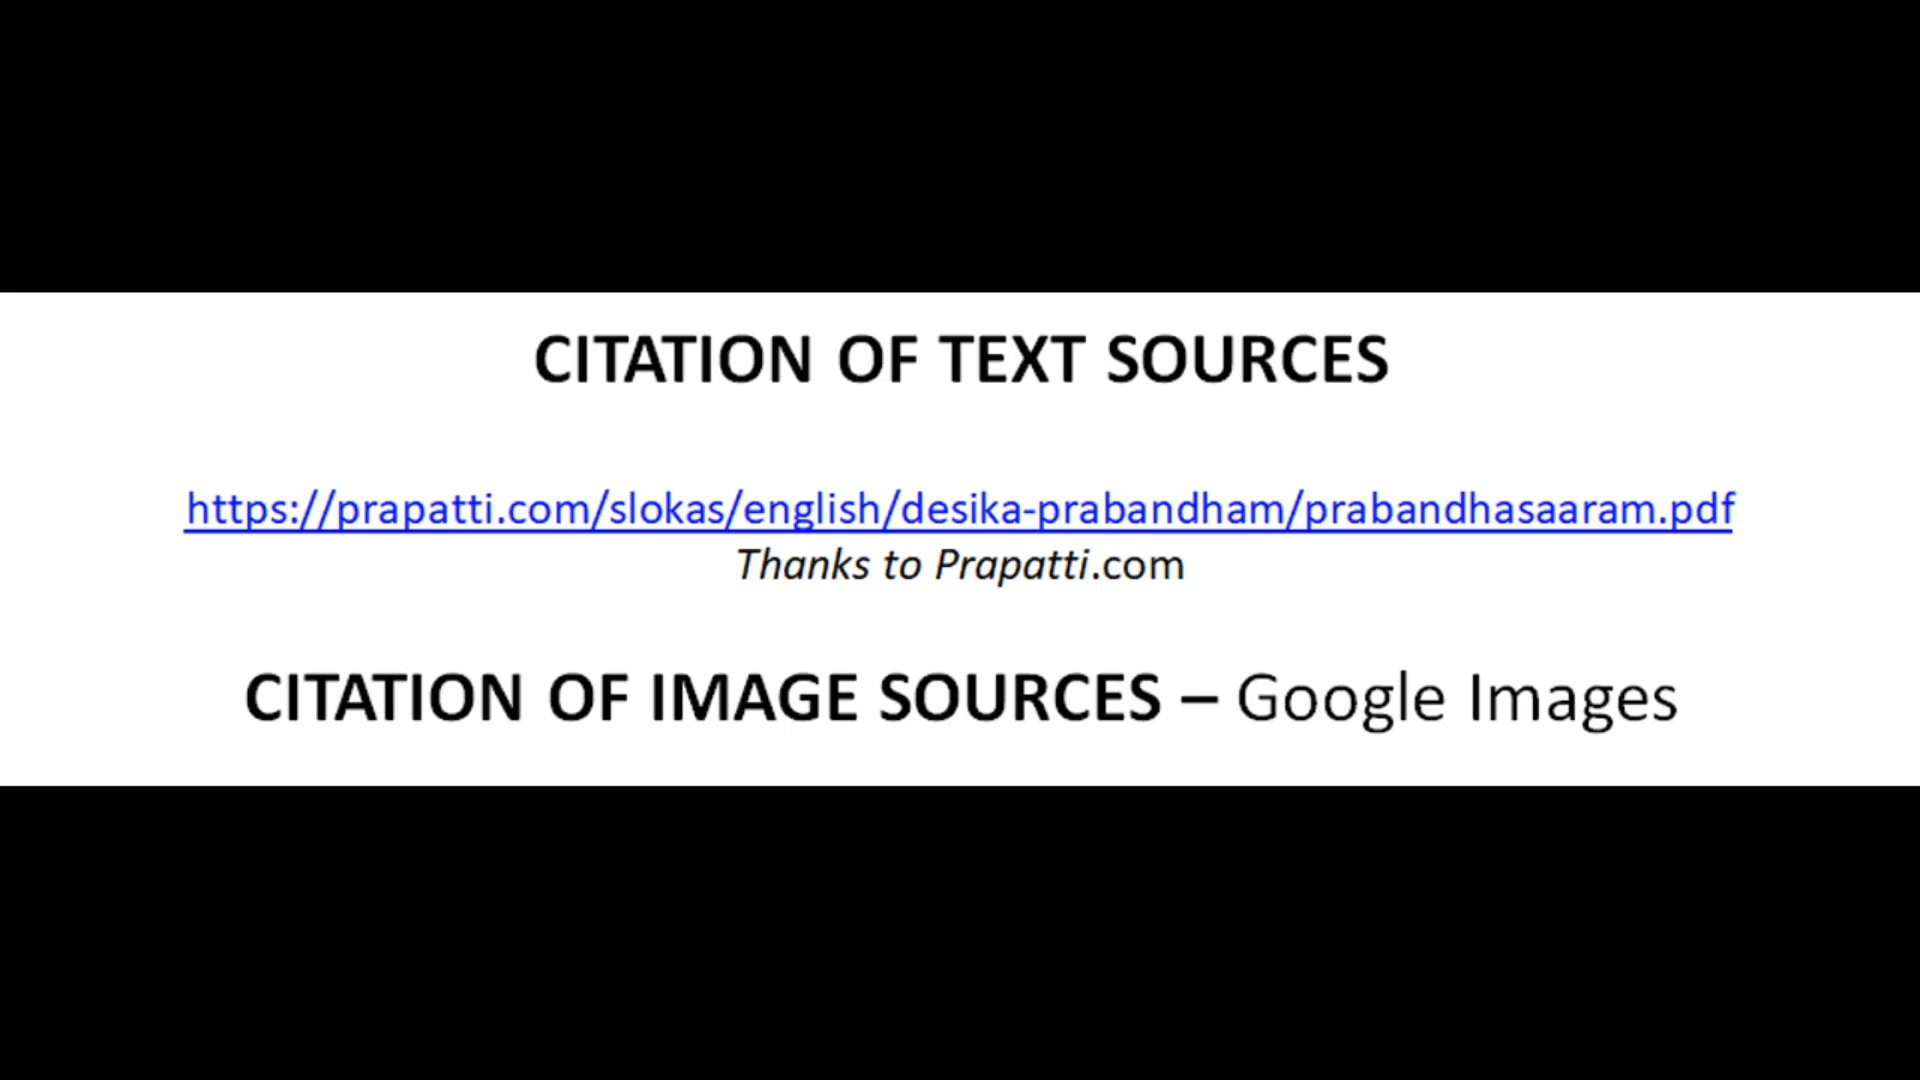 CITATION OF TEXT SOURCES
https://prapatti.com/slokas/english/desika-prabandham/prabandhasaaram.pdf
Thanks to Prapatti.com
CITATION OF IMAGE SOURCES – Google Images